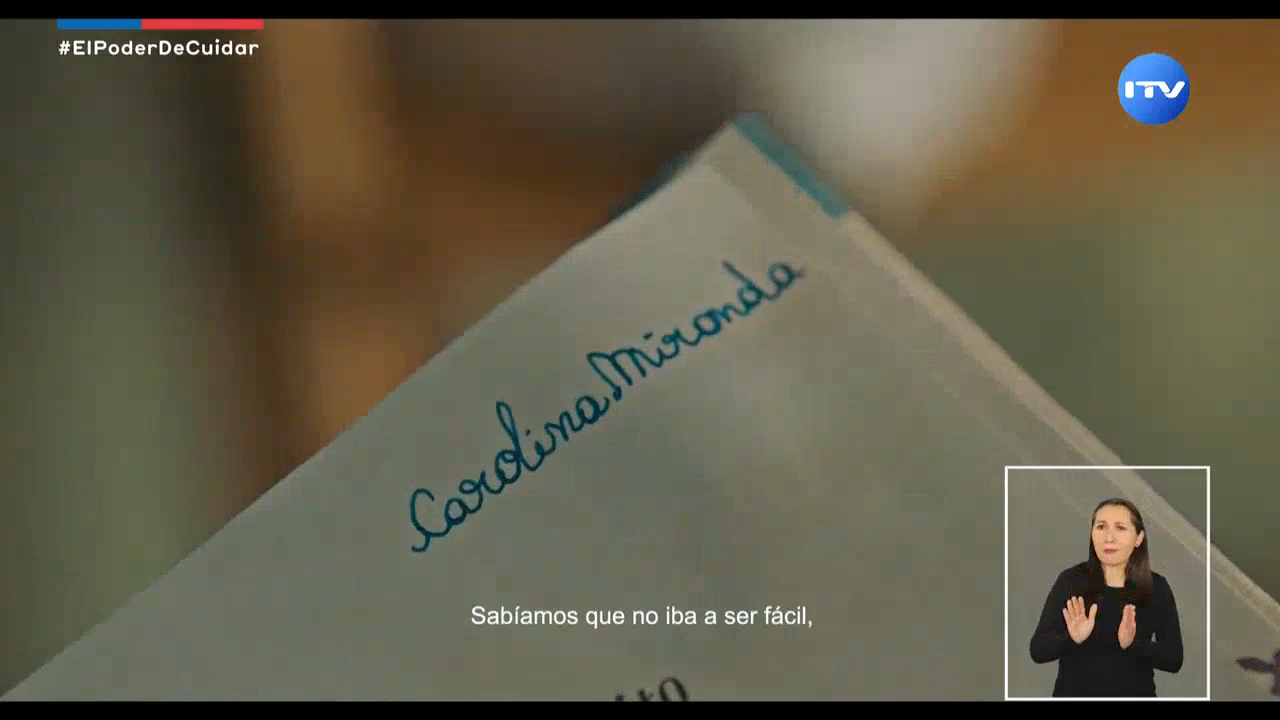 #ElPoderDeCuidar
ITV
Carolina Miranda
Sabíamos que no iba a ser fácil,